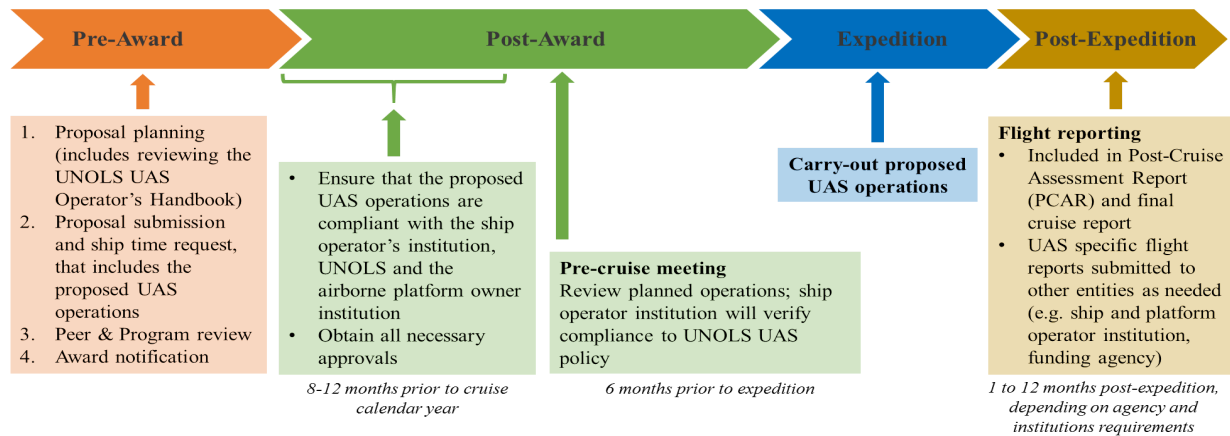 Pre-Award
Post-Award
Expedition
Post-Expedition
1. Proposal planning
(includes reviewing the
UNOLS UAS
Operator’s Handbook)
2. Proposal submission
and ship time request,
that includes the
proposed UAS
operations
3. Peer & Program review
4. Award notification
• Ensure that the proposed
UAS operations are
compliant with the ship
operator’s institution,
UNOLS and the
airborne platform owner
institution
• Obtain all necessary
approvals
8-12 months prior to cruise
calendar year
Pre-cruise meeting
Review planned operations; ship
operator institution will verify
compliance to UNOLS UAS
policy
6 months prior to expedition
Carry-out proposed
UAS operations
Flight reporting
• Included in Post-Cruise
Assessment Report
(PCAR) and final
cruise report
• UAS specific flight
reports submitted to
other entities as needed
(e.g. ship and platform
operator institution,
funding agency)
1 to 12 months post-expedition,
depending on agency and
institutions requirements